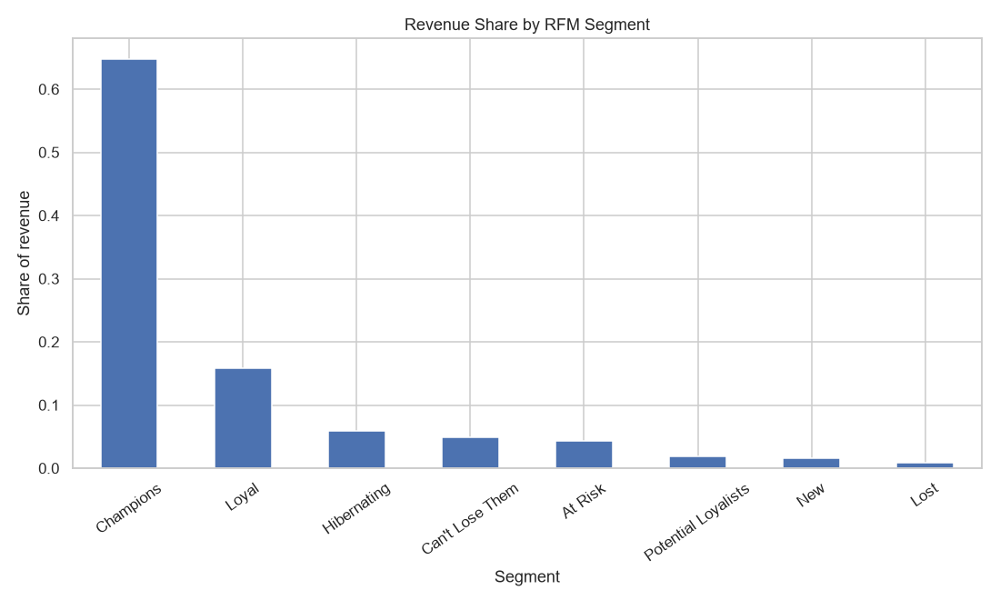 Revenue Share by RFM Segment
Share of revenue
0.6
0.5
0.4
0.3
0.2
0.1
0.0
Champions
Loyal
Hibernating
Can't Lose Them
At Risk
Potential Loyalists
New
Lost
Segment